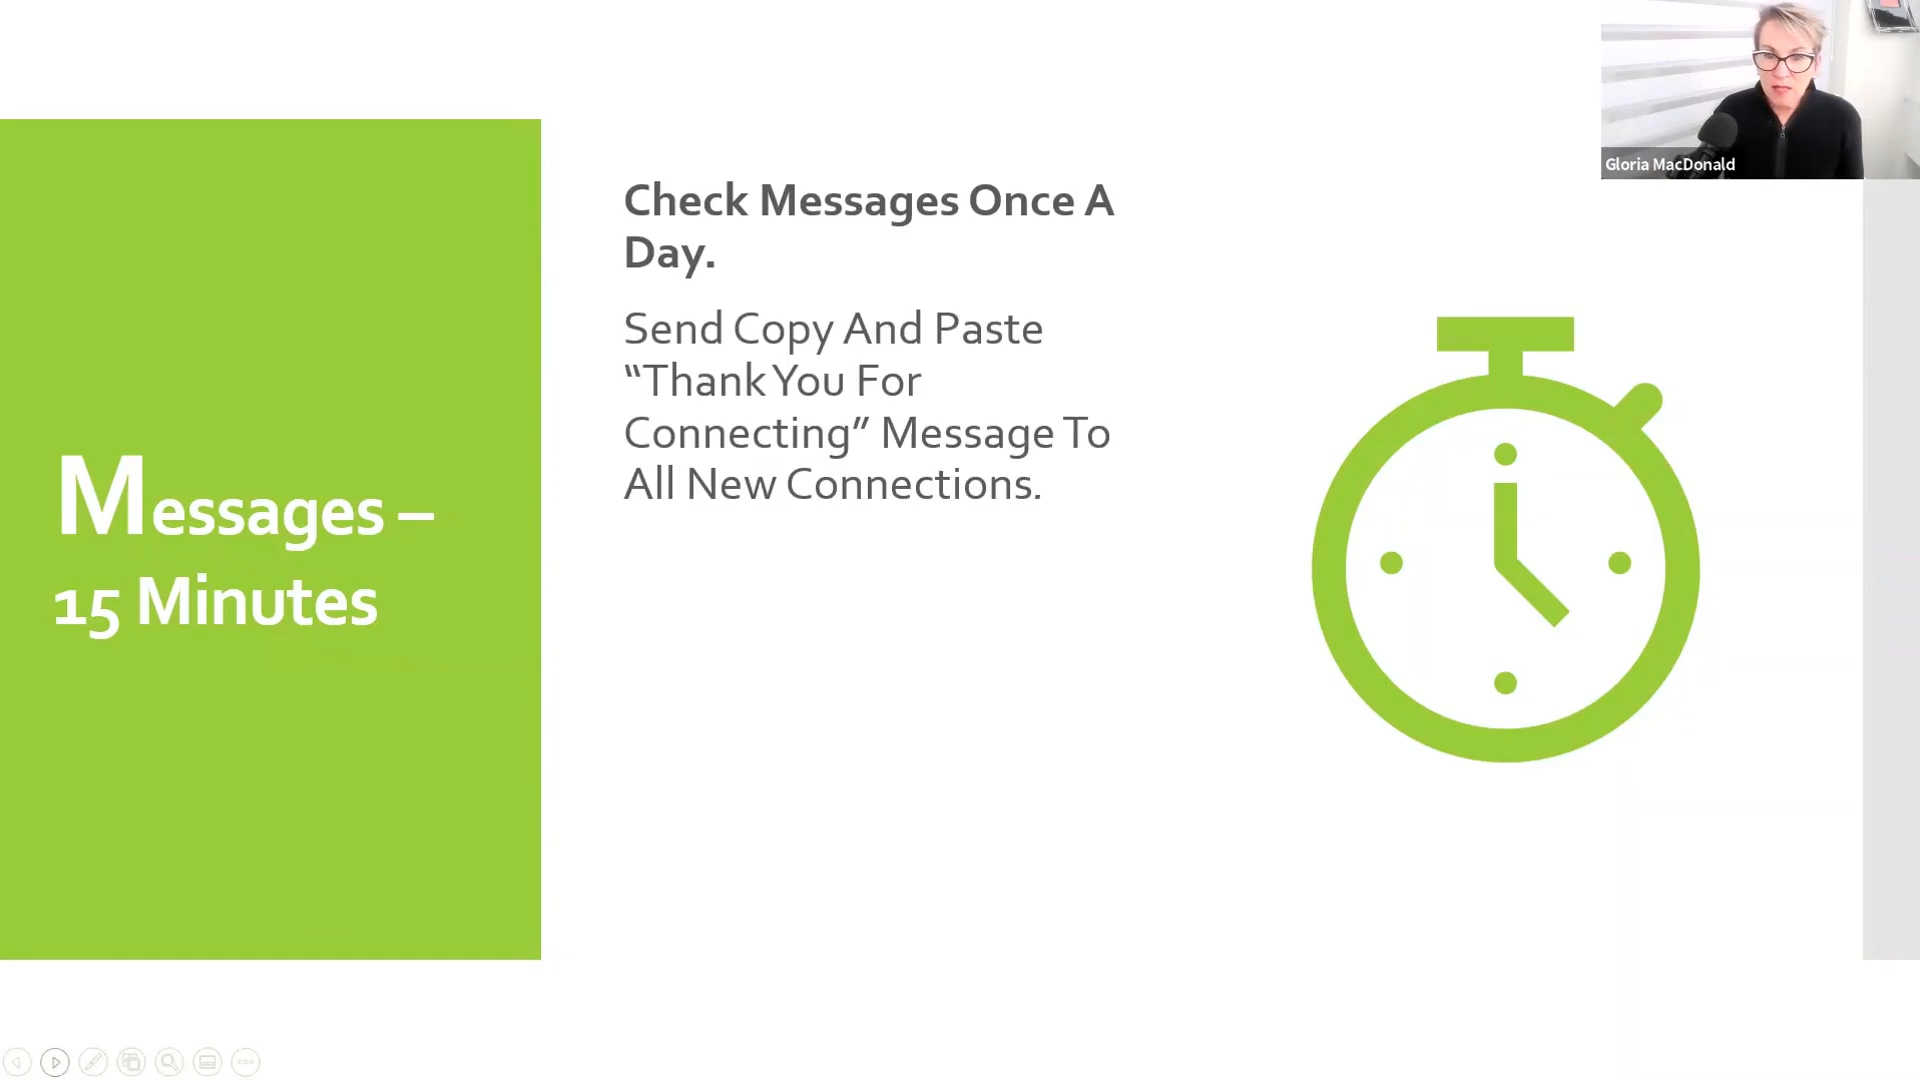 Gloria MacDonald
Messages –
15 Minutes
Check Messages Once A
Day.
Send Copy And Paste
“Thank You For
Connecting” Message To
All New Connections.